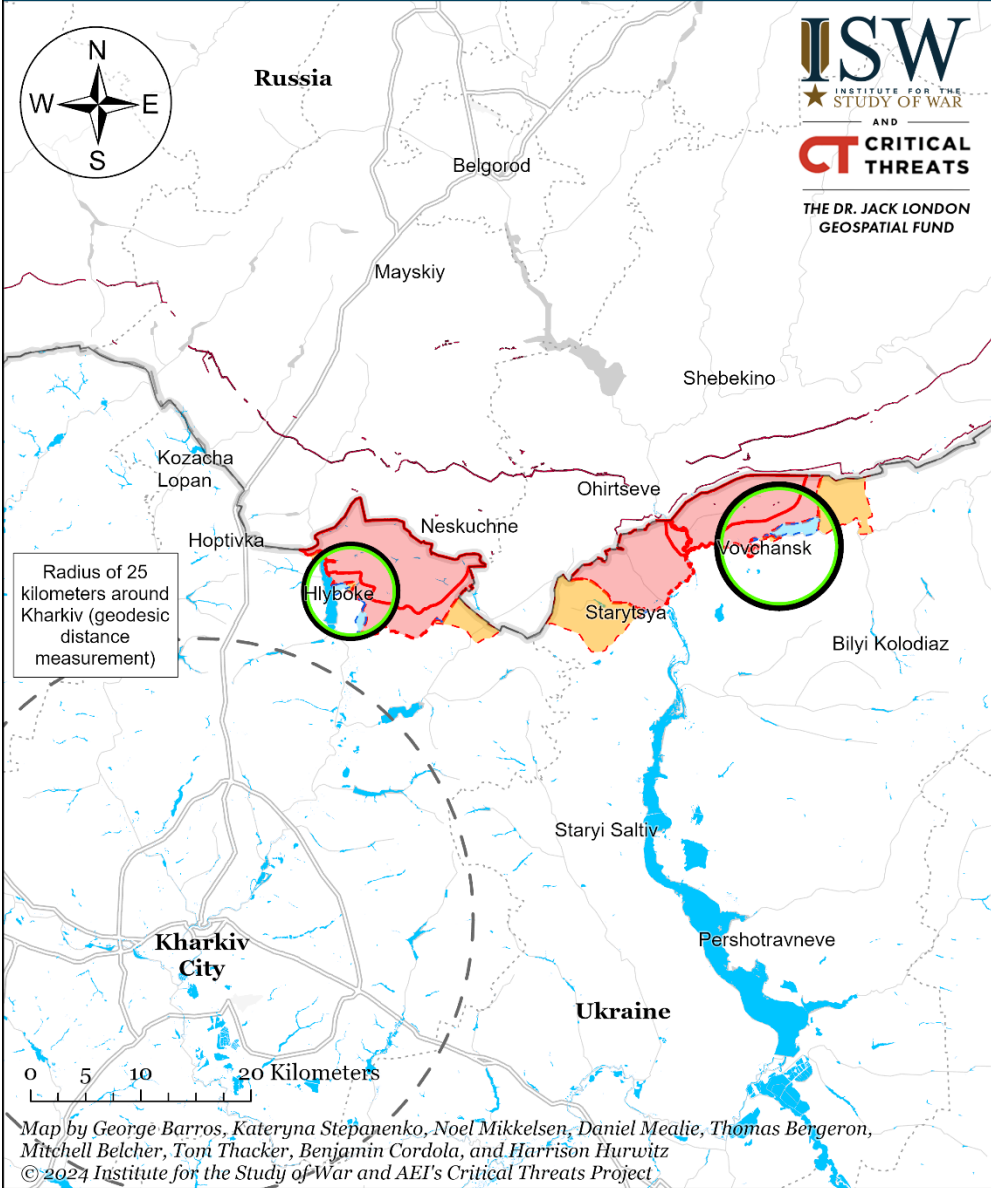 N
W E
S
Russia
ISW
INSTITUTE FOR THE
STUDY OF WAR
AND
CT CRITICAL
THREATS
THE DR. JACK LONDON
GEOSPATIAL FUND
Belgorod
Mayskiy
Shebekino
Kozacha
Lopan
Ohirtseve
Neskuchne
Hoptivka
Vovchansk
Radius of 25
kilometers around
Kharkiv (geodesic
distance
measurement)
Hlyboke
Starytsya
Bilyi Kolodiaz
Staryi Saltiv
Kharkiv
City
Pershotravneve
Ukraine
0 5 10 20 Kilometers
Map by George Barros, Kateryna Stepanenko, Noel Mikkelsen, Daniel Mealie, Thomas Bergeron,
Mitchell Belcher, Tom Thacker, Benjamin Cordola, and Harrison Hurwitz
© 2024 Institute for the Study of War and AEI's Critical Threats Project